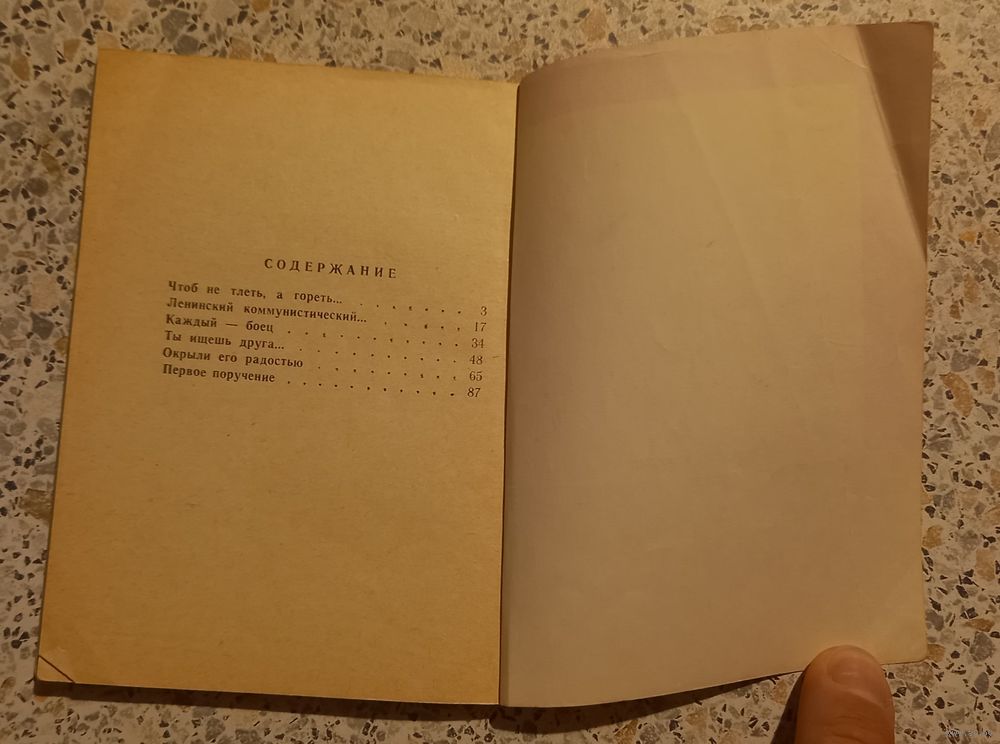 СОДЕРЖАНИЕ
Чтоб не тлеть, а гореть... 3
Ленинский коммунистический... 17
Каждый — боец 34
Ты ищешь друга... 48
Окрыли его радостью 65
Первое поручение 87